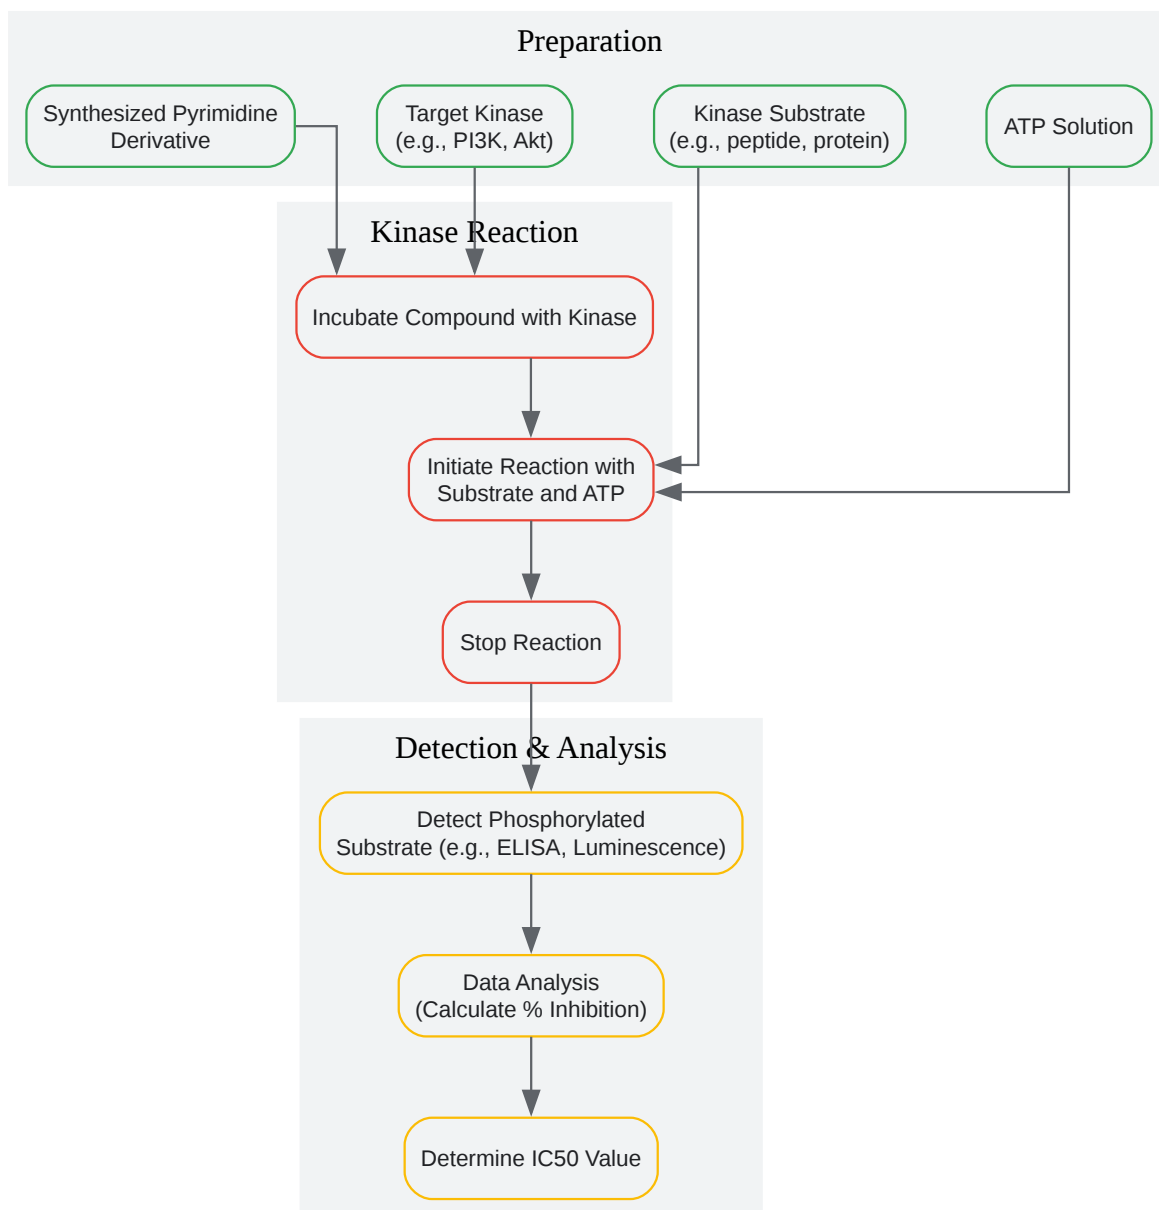 Preparation
Synthesized Pyrimidine
Derivative
Target Kinase
(e.g., PI3K, Akt)
Kinase Substrate
(e.g., peptide, protein)
ATP Solution
Kinase Reaction
Incubate Compound with Kinase
Initiate Reaction with
Substrate and ATP
Stop Reaction
Detection & Analysis
Detect Phosphorylated
Substrate (e.g., ELISA, Luminescence)
Data Analysis
(Calculate % Inhibition)
Determine IC50 Value